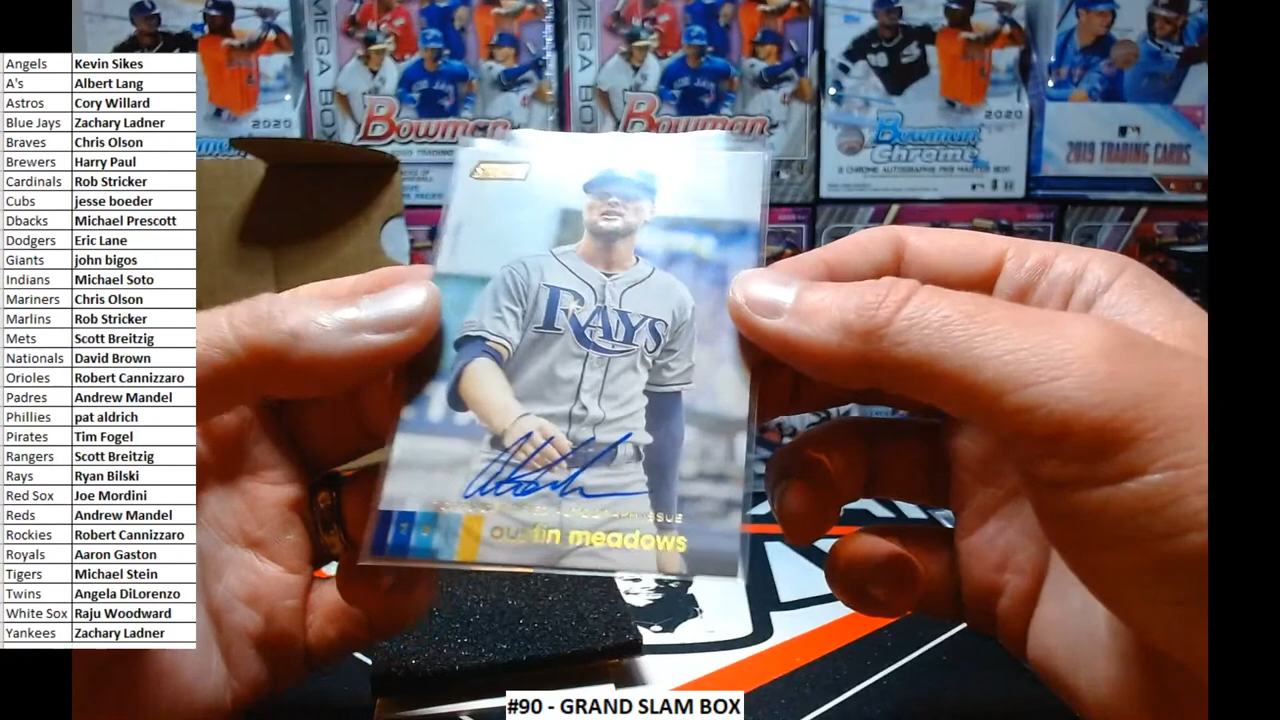 Angels Kevin Sikes
A's Albert Lang
Astros Cory Willard
Blue Jays Zachary Ladner
Braves Chris Olson
Brewers Harry Paul
Cardinals Rob Stricker
Cubs jesse boeder
Dbacks Michael Prescott
Dodgers Eric Lane
Giants john bigos
Indians Michael Soto
Mariners Chris Olson
Marlins Rob Stricker
Mets Scott Breitzig
Nationals David Brown
Orioles Robert Cannizzaro
Padres Andrew Mandel
Phillies pat aldrich
Pirates Tim Fogel
Rangers Scott Breitzig
Rays Ryan Bilski
Red Sox Joe Mordini
Reds Andrew Mandel
Rockies Robert Cannizzaro
Royals Aaron Gaston
Tigers Michael Stein
Twins Angela DiLorenzo
White Sox Raju Woodward
Yankees Zachary Ladner
2020
MEGA BOX
Bowman
MEGA BOX
Bowman
2020
Bowman
Chrome
2019 TRADING CARDS
RAYS
ISSUE
austin meadows
#90 - GRAND SLAM BOX